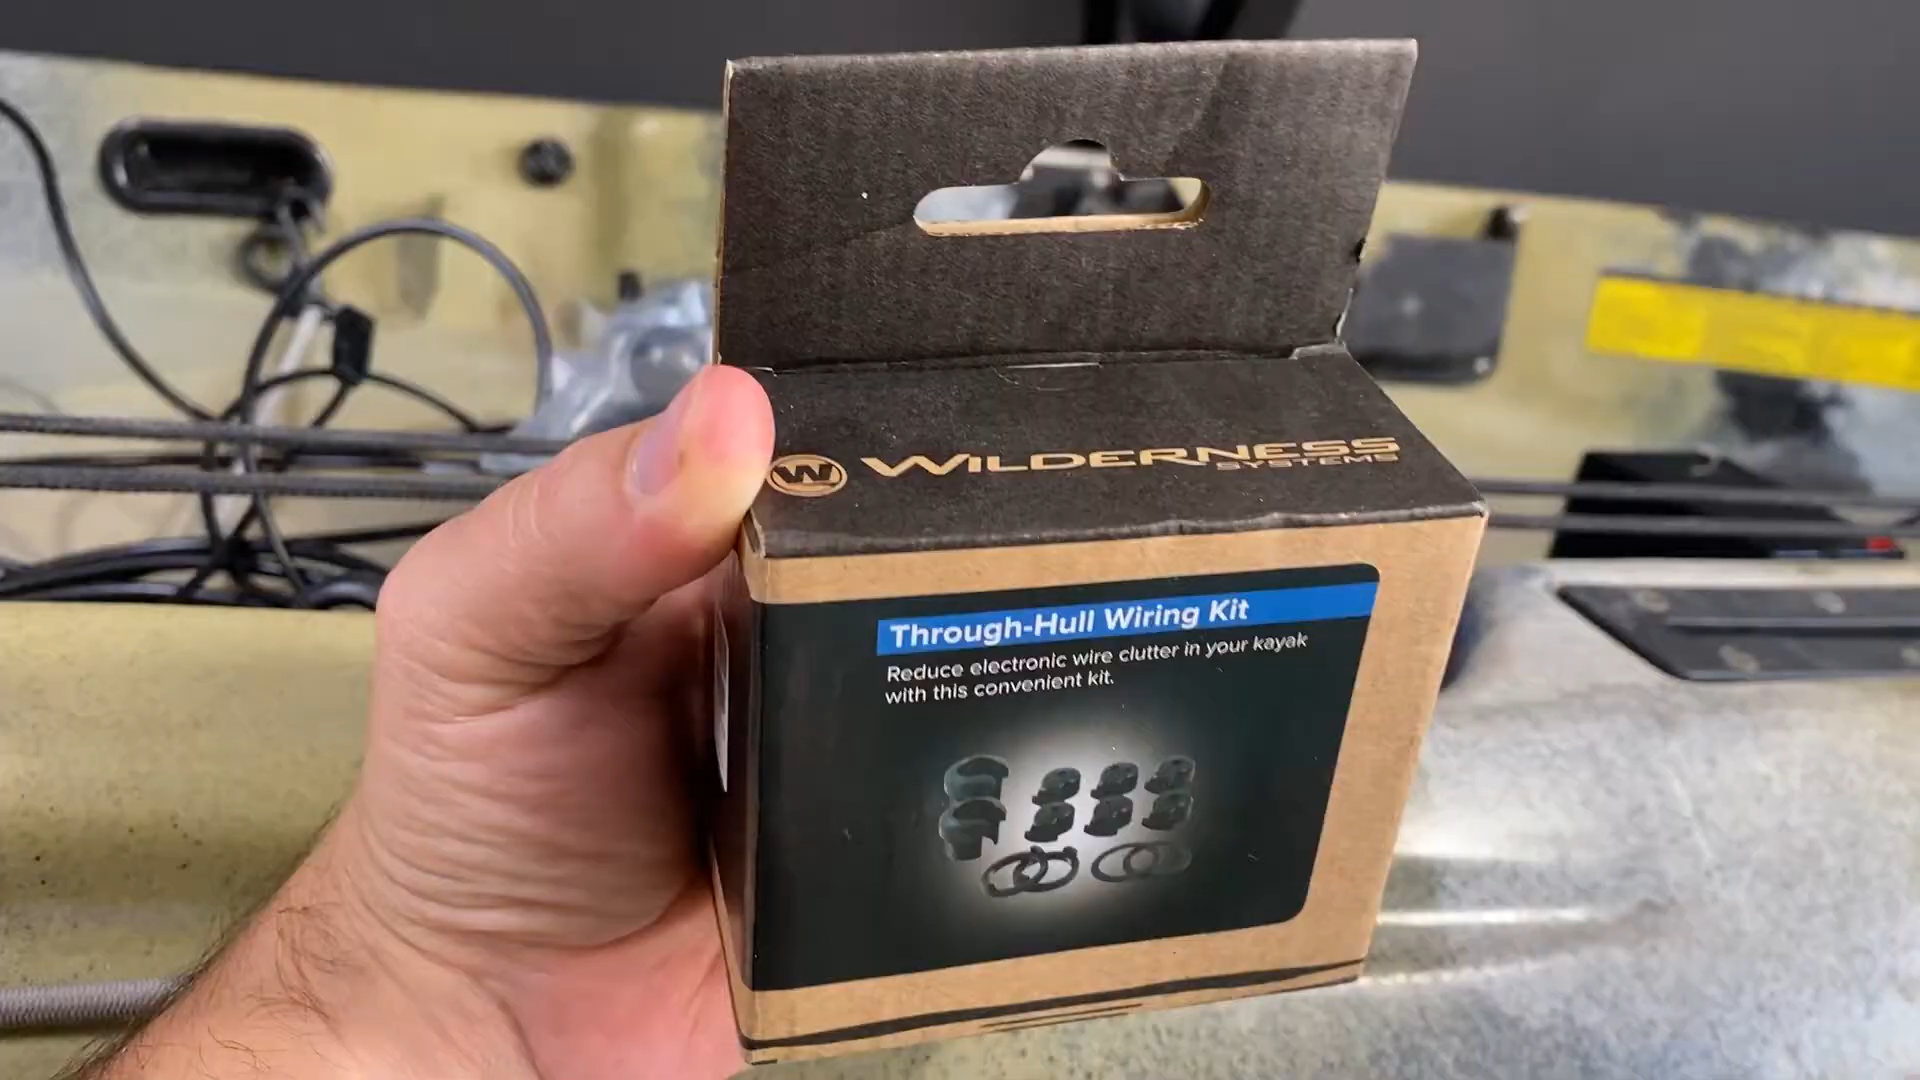 W WILDERNESS
SYSTEMS
Through-Hull Wiring Kit
Reduce electronic wire clutter in your kayak
with this convenient kit.